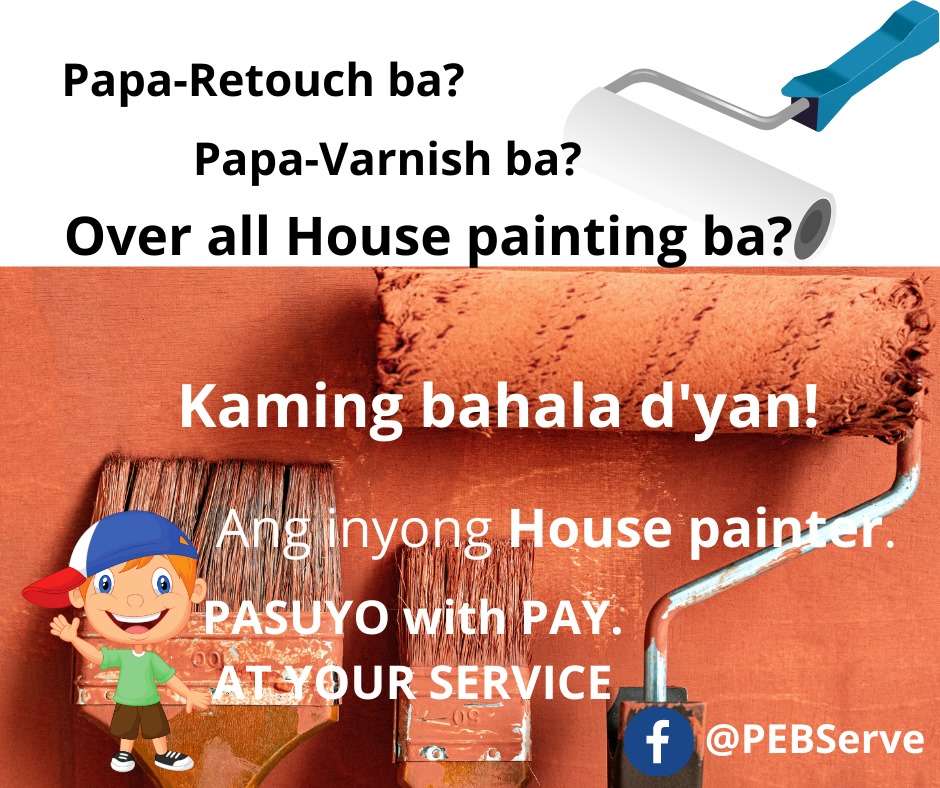 Papa-Retouch ba?
Papa-Varnish ba?
Over all House painting ba?
Kaming bahala d'yan!
Ang inyong House painter.
PASUYO with PAY.
AT YOUR SERVICE
f @PEBServe